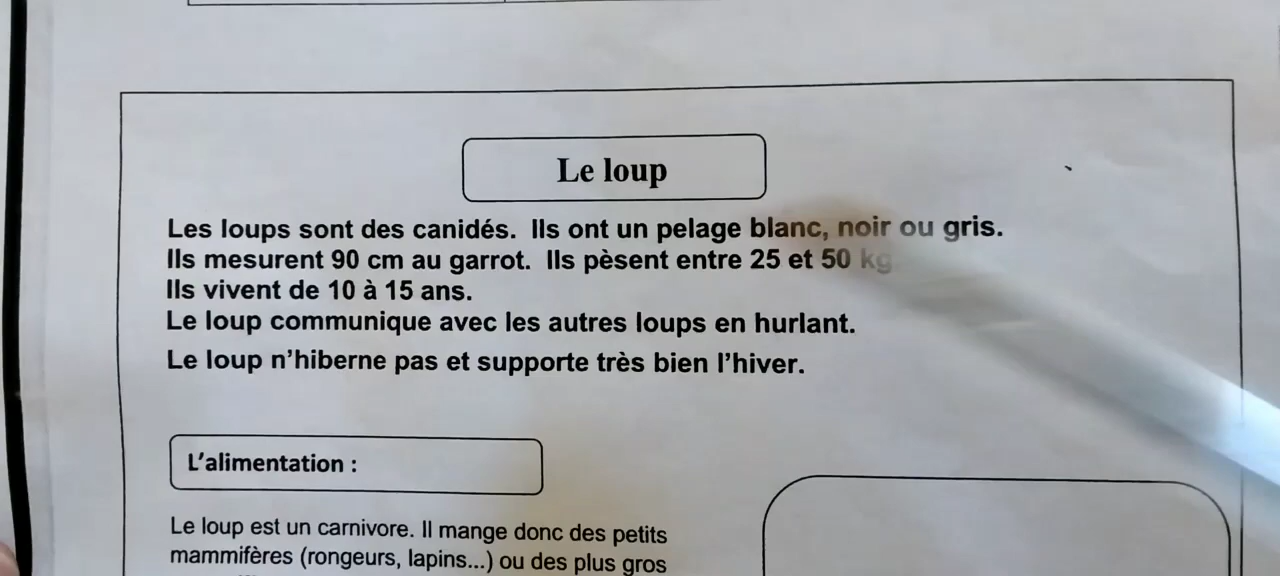 Le loup
Les loups sont des canidés. Ils ont un pelage blanc, noir ou gris.
Ils mesurent 90 cm au garrot. Ils pèsent entre 25 et 50 kg
Ils vivent de 10 à 15 ans.
Le loup communique avec les autres loups en hurlant.
Le loup n’hiberne pas et supporte très bien l’hiver.
L’alimentation :
Le loup est un carnivore. Il mange donc des petits
mammifères (rongeurs, lapins...) ou des plus gros